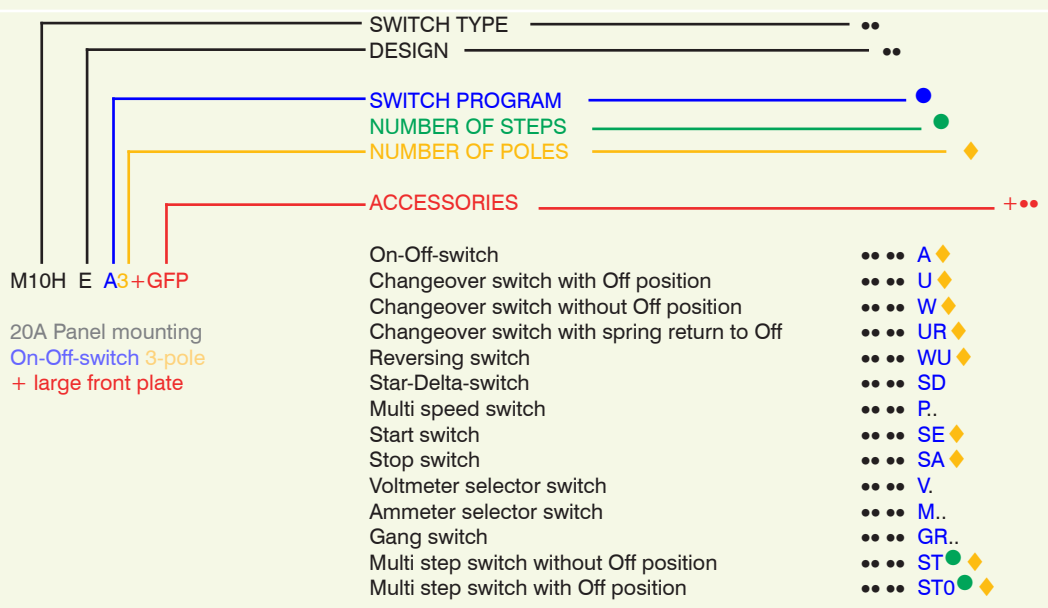 SWITCH TYPE ••
DESIGN ••
SWITCH PROGRAM ●
NUMBER OF STEPS ●
NUMBER OF POLES ♦
ACCESSORIES +••
M10H E A3+GFP
20A Panel mounting
On-Off-switch 3-pole
+ large front plate
On-Off-switch •• •• A♦
Changeover switch with Off position •• •• U♦
Changeover switch without Off position •• •• W♦
Changeover switch with spring return to Off •• •• UR♦
Reversing switch •• •• WU♦
Star-Delta-switch •• •• SD
Multi speed switch •• •• P..
Start switch •• •• SE♦
Stop switch •• •• SA♦
Voltmeter selector switch •• •• V.
Ammeter selector switch •• •• M..
Gang switch •• •• GR..
Multi step switch without Off position •• •• ST● ♦
Multi step switch with Off position •• •• ST0● ♦